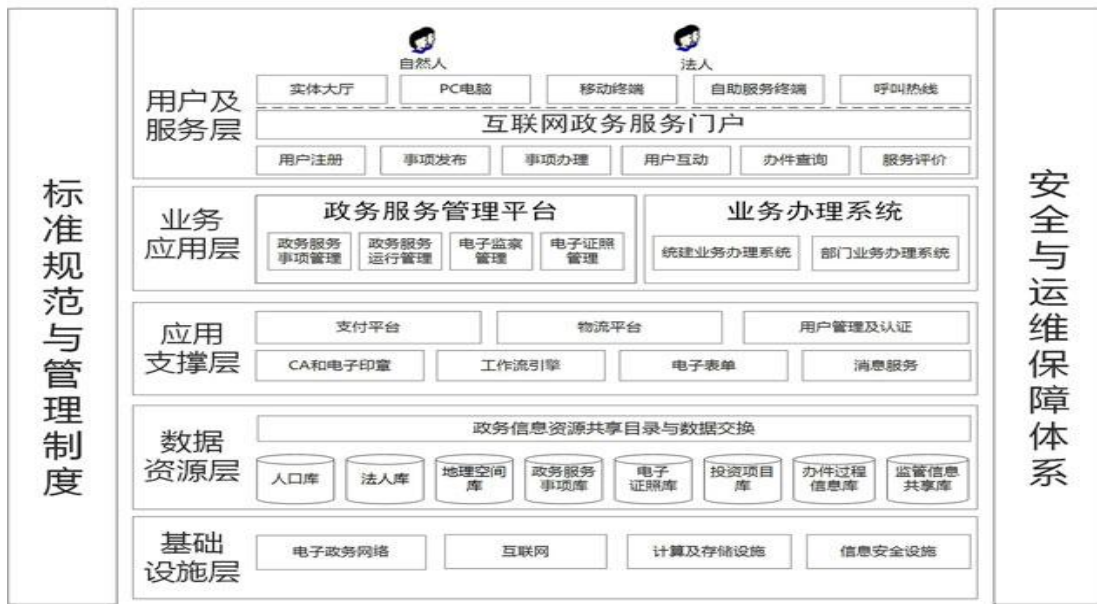 标准规范与管理制度
用户及
服务层
自然人
法人
实体大厅
PC电脑
移动终端
自助服务终端
呼叫热线
互联网政务服务门户
用户注册
事项发布
事项办理
用户互动
办件查询
服务评价
业务
应用层
政务服务管理平台
政务服务
事项管理
政务服务
运行管理
电子监察
管理
电子证照
管理
业务办理系统
统建业务办理系统
部门业务办理系统
应用
支撑层
支付平台
物流平台
用户管理及认证
CA和电子印章
工作流引擎
电子表单
消息服务
数据
资源层
政务信息资源共享目录与数据交换
人口库
法人库
地理空间
库
政务服务
事项库
电子
证照库
投资项目
库
办件过程
信息库
监管信息
共享库
基础
设施层
电子政务网络
互联网
计算及存储设施
信息安全设施
安全与运维保障体系